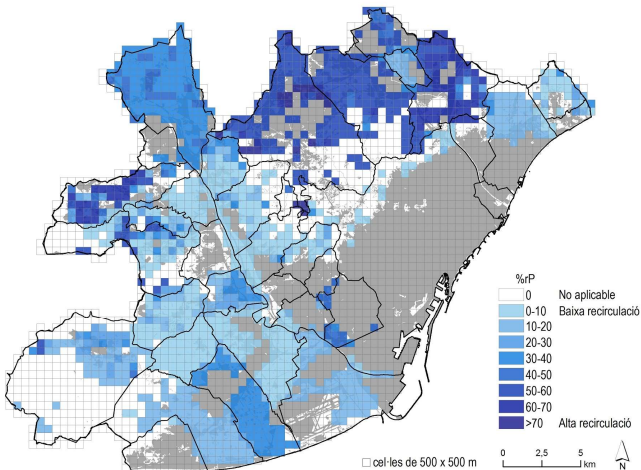 %rP
0 No aplicable
0-10 Baixa recirculació
10-20
20-30
30-40
40-50
50-60
60-70
>70 Alta recirculació
cel·les de 500 x 500 m
0 2,5 5
km
N